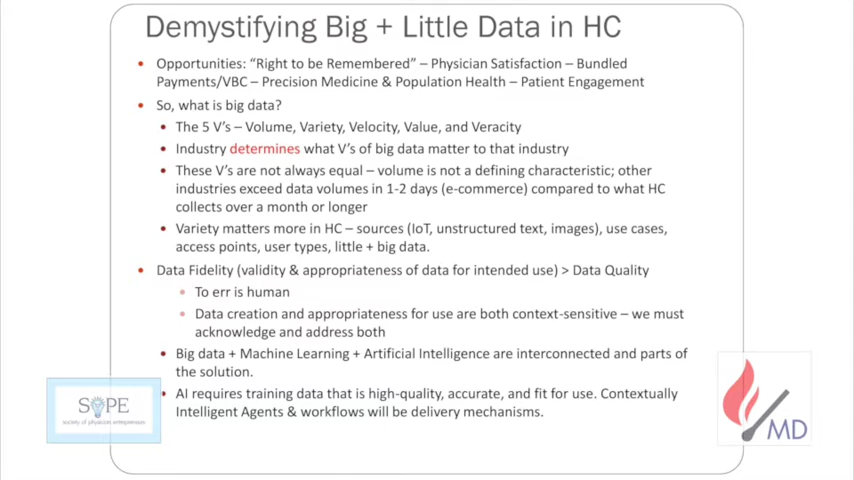 Demystifying Big + Little Data in HC
• Opportunities: “Right to be Remembered” – Physician Satisfaction – Bundled
Payments/VBC – Precision Medicine & Population Health – Patient Engagement
• So, what is big data?
• The 5 V's – Volume, Variety, Velocity, Value, and Veracity
• Industry determines what V's of big data matter to that industry
• These V's are not always equal – volume is not a defining characteristic; other
industries exceed data volumes in 1-2 days (e-commerce) compared to what HC
collects over a month or longer
• Variety matters more in HC – sources (IoT, unstructured text, images), use cases,
access points, user types, little + big data.
• Data Fidelity (validity & appropriateness of data for intended use) > Data Quality
• To err is human
• Data creation and appropriateness for use are both context-sensitive – we must
acknowledge and address both
• Big data + Machine Learning + Artificial Intelligence are interconnected and parts of
the solution.
• AI requires training data that is high-quality, accurate, and fit for use. Contextually
Intelligent Agents & workflows will be delivery mechanisms.
SOPE
society of physician entrepreneurs
MD